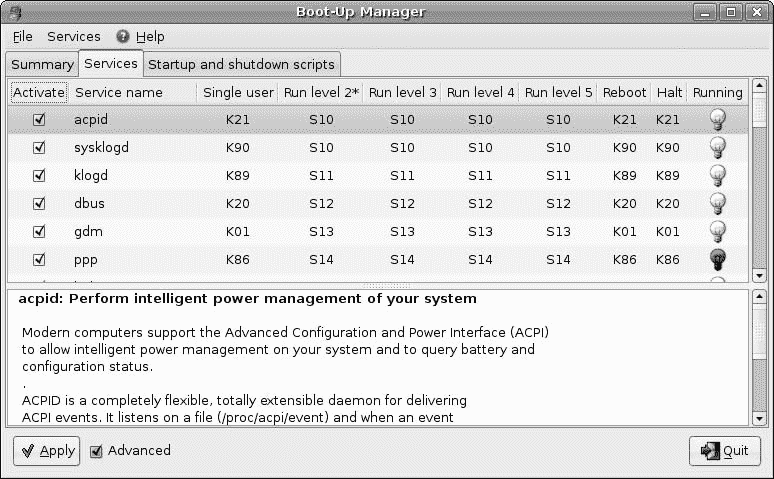 Boot-Up Manager
File Services Help
Summary Services Startup and shutdown scripts
Activate Service name Single user Run level 2* Run level 3 Run level 4 Run level 5 Reboot Halt Running
acpid K21 S10 S10 S10 S10 K21 K21
sysklogd K90 S10 S10 S10 S10 K90 K90
klogd K89 S11 S11 S11 S11 K89 K89
dbus K20 S12 S12 S12 S12 K20 K20
gdm K01 S13 S13 S13 S13 K01 K01
ppp K86 S14 S14 S14 S14 K86 K86
acpid: Perform intelligent power management of your system
Modern computers support the Advanced Configuration and Power Interface (ACPI)
to allow intelligent power management on your system and to query battery and
configuration status.
.
ACPID is a completely flexible, totally extensible daemon for delivering
ACPI events. It listens on a file (/proc/acpi/event) and when an event
Apply Advanced Quit